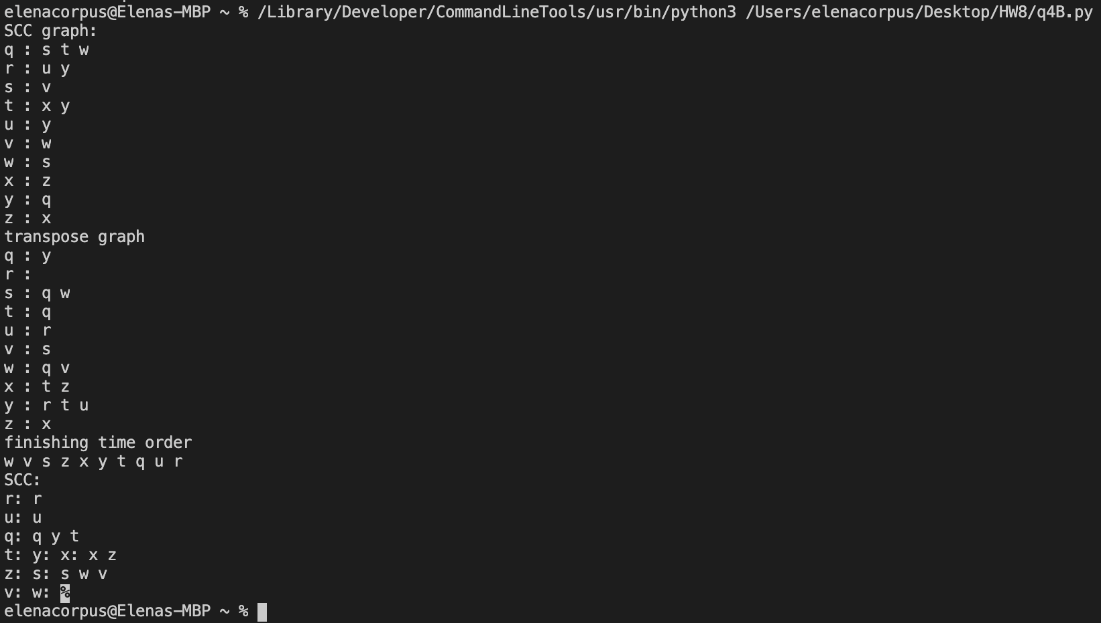 elenacorpus@Elenas-MBP ~ % /Library/Developer/CommandLineTools/usr/bin/python3 /Users/elenacorpus/Desktop/HW8/q4B.py
SCC graph:
q : s t w
r : u y
s : v
t : x y
u : y
v : w
w : s
x : z
y : q
z : x
transpose graph
q : y
r :
s : q w
t : q
u : r
v : s
w : q v
x : t z
y : r t u
z : x
finishing time order
w v s z x y t q u r
SCC:
r: r
u: u
q: q y t
t: y: x: x z
z: s: s w v
v: w: %
elenacorpus@Elenas-MBP ~ %